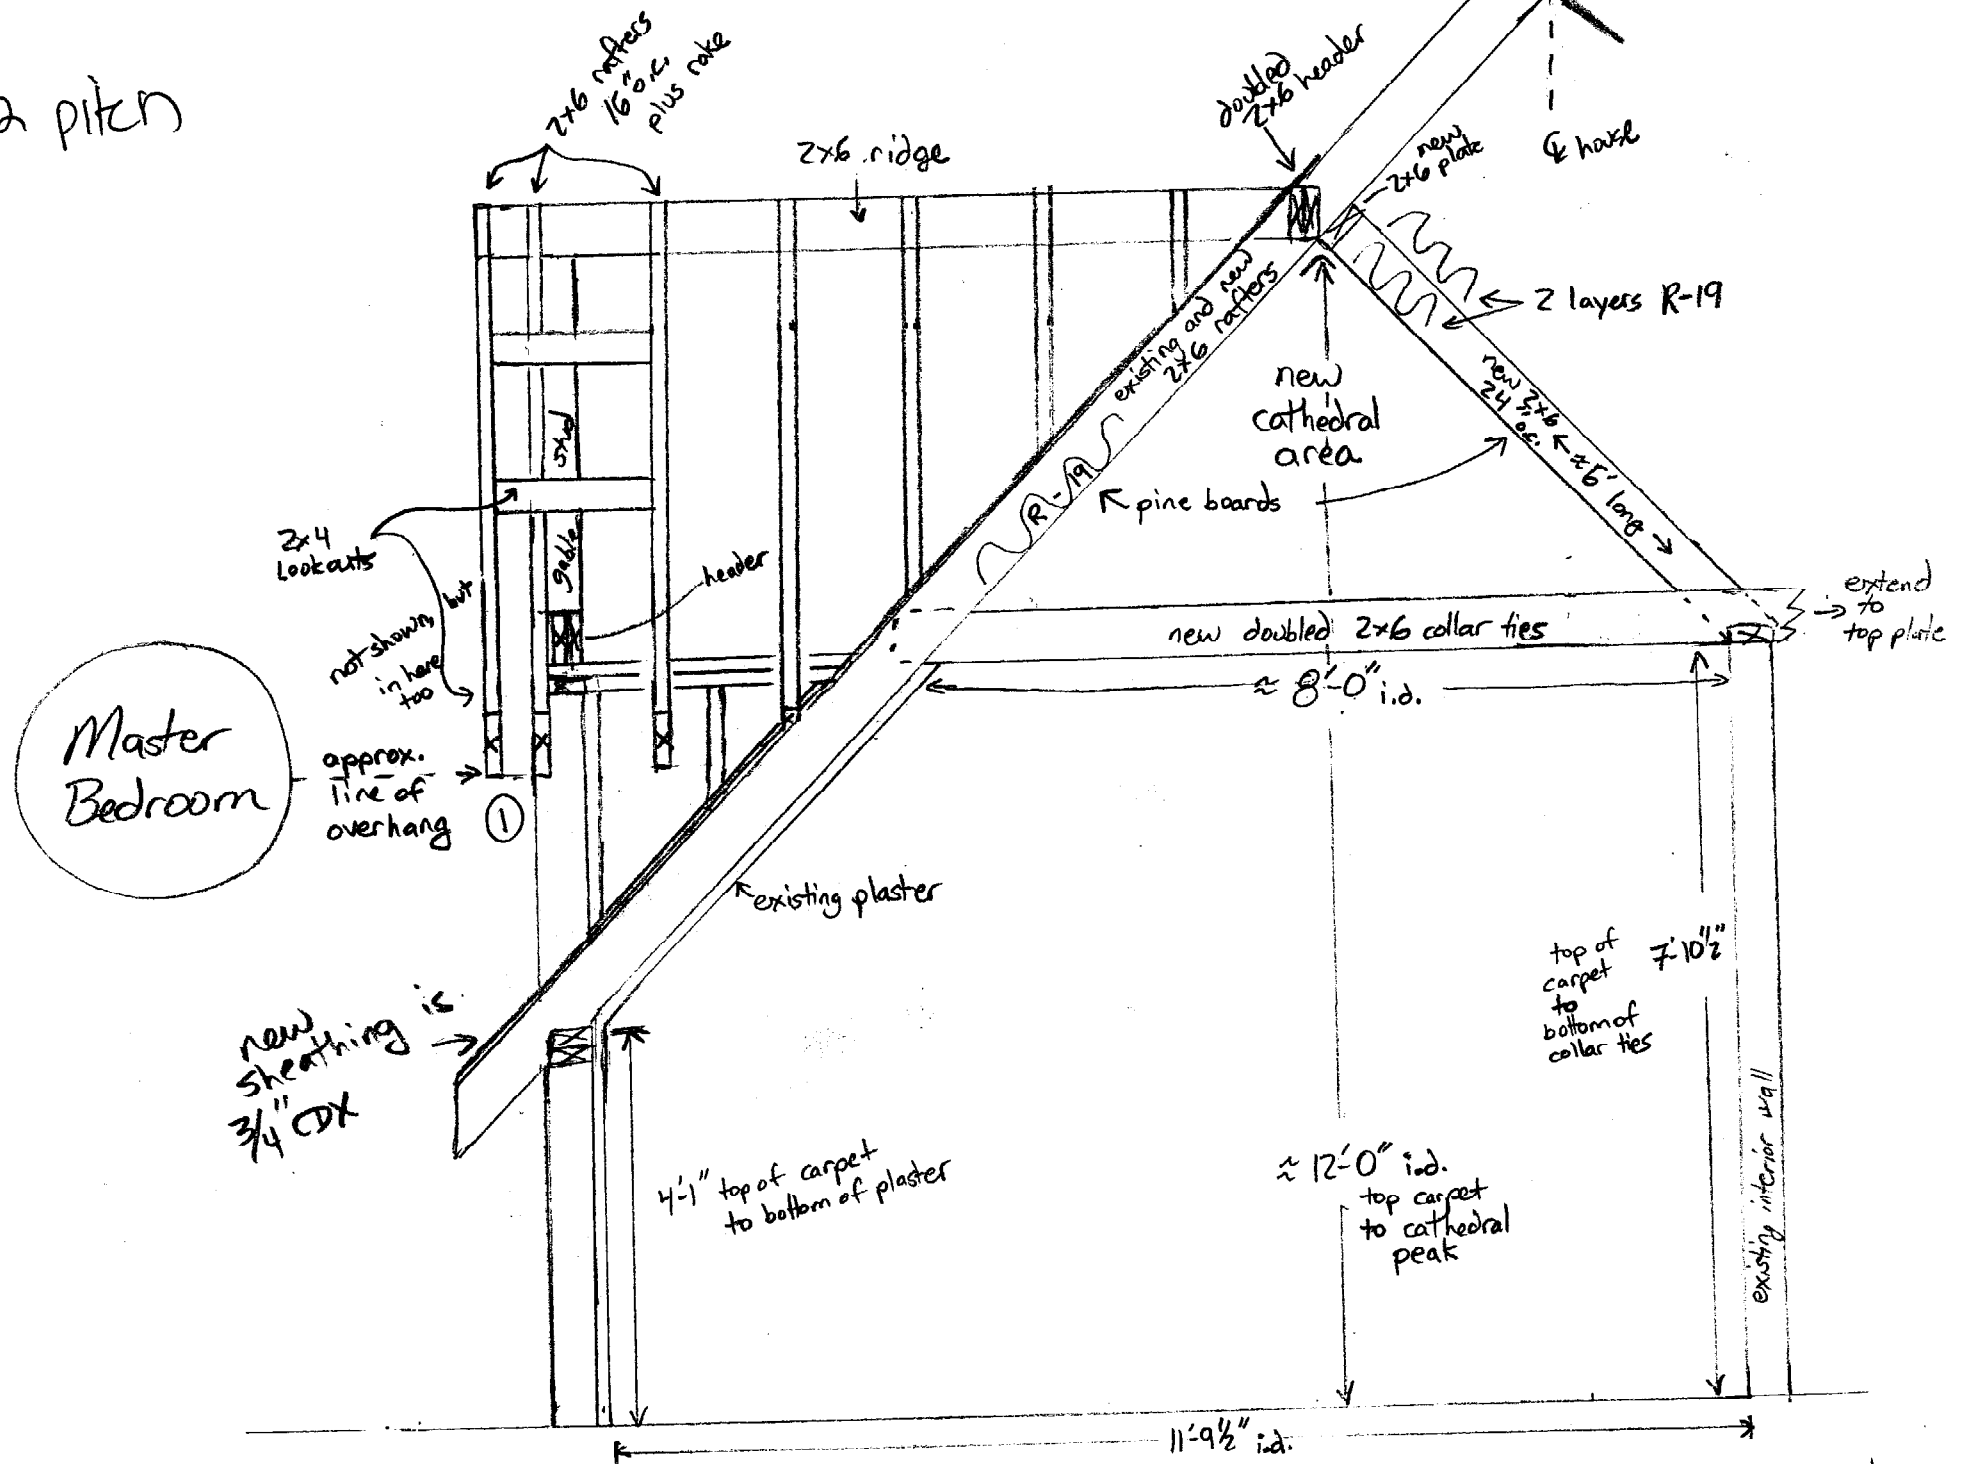 pitch
2x6 rafters
16" o.c.
plus rake
2x6 ridge
doubled
2x6 header
new
2x6 plate
℄ house
2 layers R-19
existing and new
2x6 rafters
new 2x6
24" o.c.
≈6' long
new
cathedral
area
R-19
pine boards
2x4
Lookouts
not shown, but
in here
too
stud
gable
header
new doubled 2x6 collar ties
extend
to
top plate
≈ 8'-0" i.d.
Master
Bedroom
approx.
line of
overhang
1
existing plaster
top of
carpet
to
bottom of
collar ties
7'-10½"
new
sheathing is
3/4" CDX
4'-1" top of carpet
to bottom of plaster
≈ 12'-0" i.d.
top carpet
to cathedral
peak
existing interior wall
11'-9½" i.d.